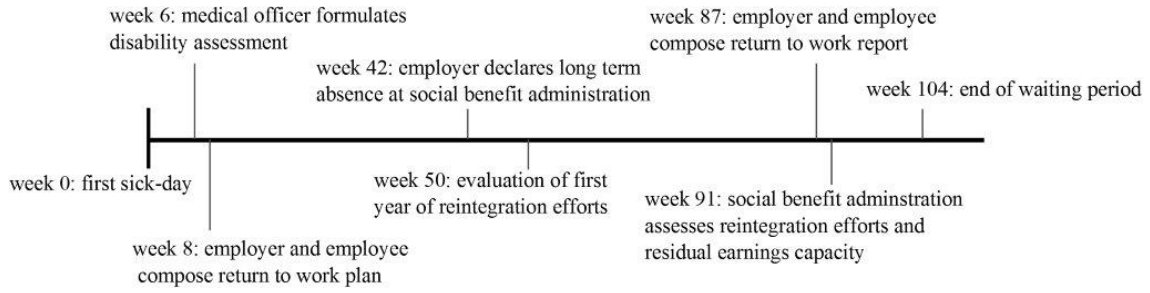 week 6: medical officer formulates
disability assessment
week 87: employer and employee
compose return to work report
week 42: employer declares long term
absence at social benefit administration
week 104: end of waiting period
week 0: first sick-day
week 50: evaluation of first
year of reintegration efforts
week 91: social benefit adminstration
assesses reintegration efforts and
residual earnings capacity
week 8: employer and employee
compose return to work plan